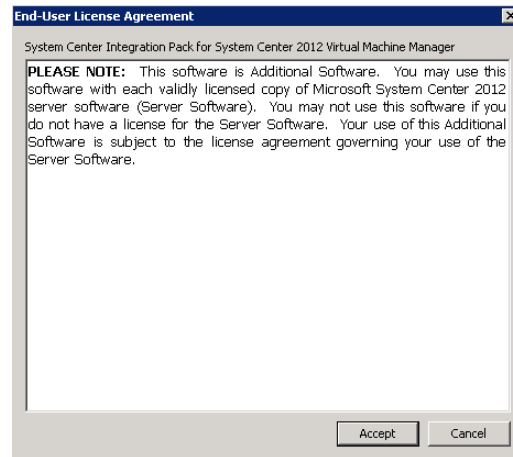 End-User License Agreement
System Center Integration Pack for System Center 2012 Virtual Machine Manager
PLEASE NOTE: This software is Additional Software. You may use this
software with each validly licensed copy of Microsoft System Center 2012
server software (Server Software). You may not use this software if you
do not have a license for the Server Software. Your use of this Additional
Software is subject to the license agreement governing your use of the
Server Software.
Accept
Cancel